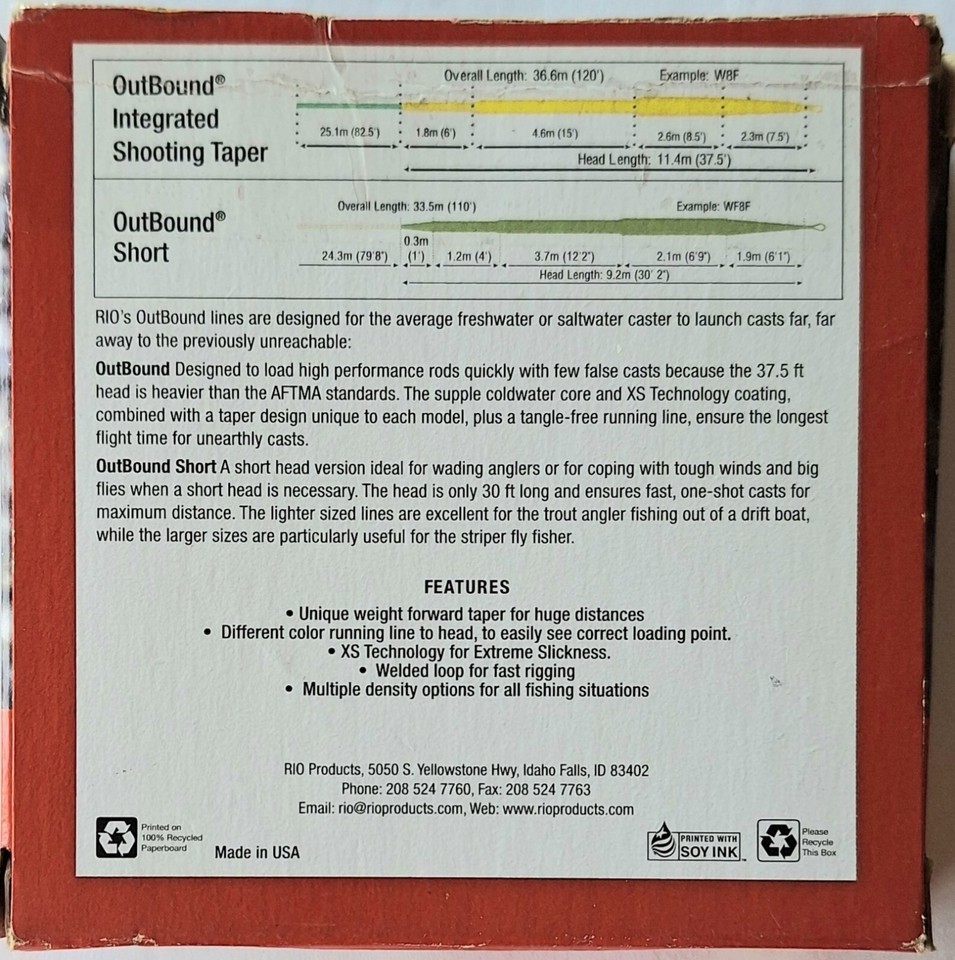 OutBound®
Integrated
Shooting Taper
Overall Length: 36.6m (120') Example: W8F
25.1m (82.5') 1.8m (6') 4.6m (15') 2.6m (8.5') 2.3m (7.5')
Head Length: 11.4m (37.5')
OutBound®
Short
Overall Length: 33.5m (110') Example: WF8F
0.3m
24.3m (79'8") (1') 1.2m (4') 3.7m (12'2") 2.1m (6'9") 1.9m (6'1")
Head Length: 9.2m (30' 2")
RIO's OutBound lines are designed for the average freshwater or saltwater caster to launch casts far, far
away to the previously unreachable:
OutBound Designed to load high performance rods quickly with few false casts because the 37.5 ft
head is heavier than the AFTMA standards. The supple coldwater core and XS Technology coating,
combined with a taper design unique to each model, plus a tangle-free running line, ensure the longest
flight time for unearthly casts.
OutBound Short A short head version ideal for wading anglers or for coping with tough winds and big
flies when a short head is necessary. The head is only 30 ft long and ensures fast, one-shot casts for
maximum distance. The lighter sized lines are excellent for the trout angler fishing out of a drift boat,
while the larger sizes are particularly useful for the striper fly fisher.
FEATURES
• Unique weight forward taper for huge distances
• Different color running line to head, to easily see correct loading point.
• XS Technology for Extreme Slickness.
• Welded loop for fast rigging
• Multiple density options for all fishing situations
RIO Products, 5050 S. Yellowstone Hwy, Idaho Falls, ID 83402
Phone: 208 524 7760, Fax: 208 524 7763
Email: rio@rioproducts.com, Web: www.rioproducts.com
Printed on
100% Recycled
Paperboard
Made in USA
PRINTED WITH
SOY INK™
Please
Recycle
This Box